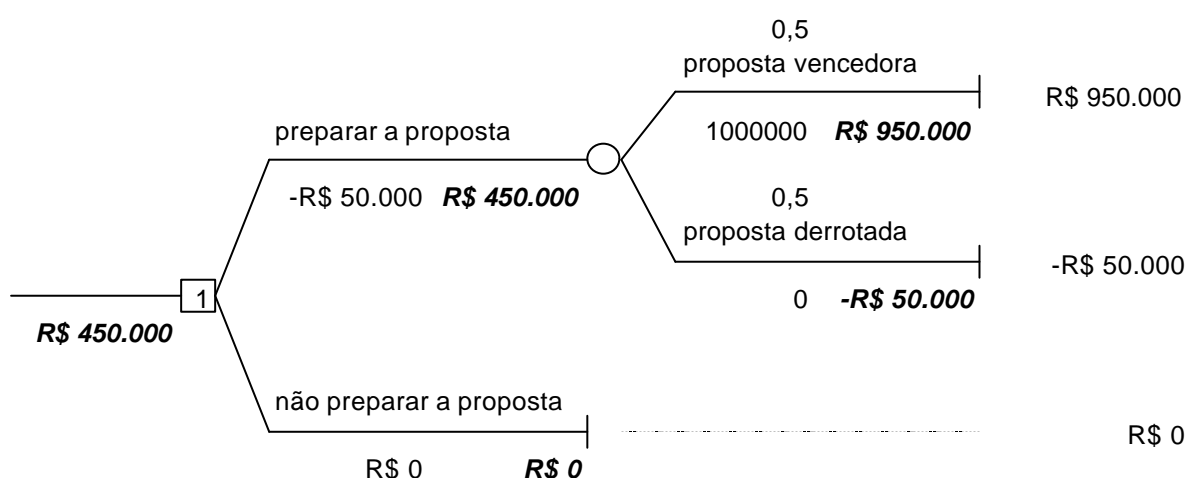 0,5
proposta vencedora
R$ 950.000
preparar a proposta
1000000 R$ 950.000
-R$ 50.000 R$ 450.000
0,5
proposta derrotada
-R$ 50.000
1
0 -R$ 50.000
R$ 450.000
não preparar a proposta
R$ 0
R$ 0 R$ 0